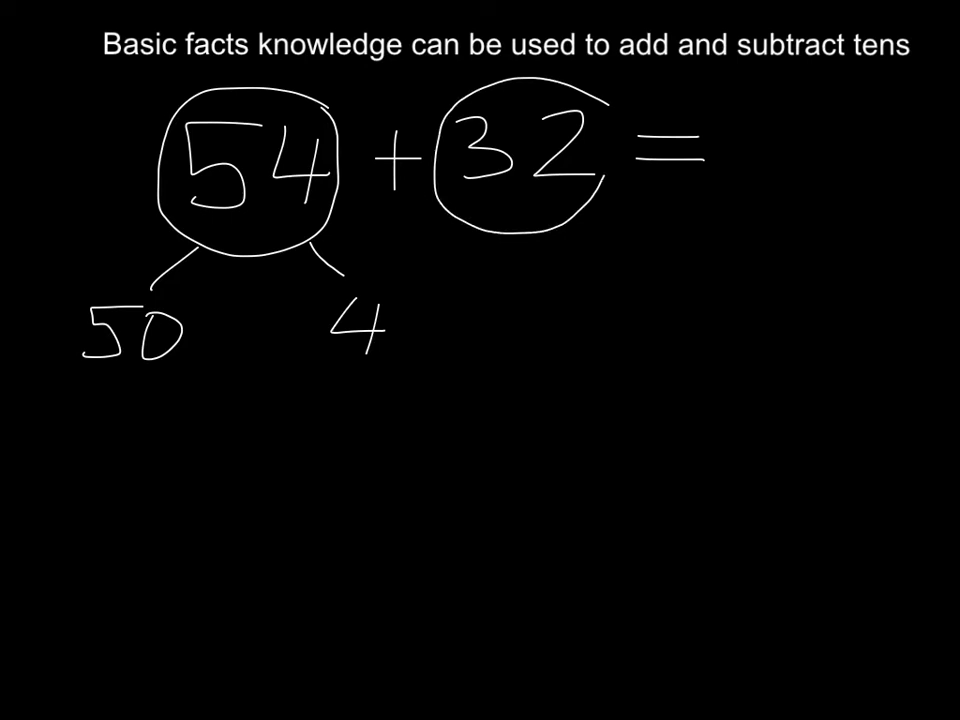 Basic facts knowledge can be used to add and subtract tens
54 + 32 =
50 4